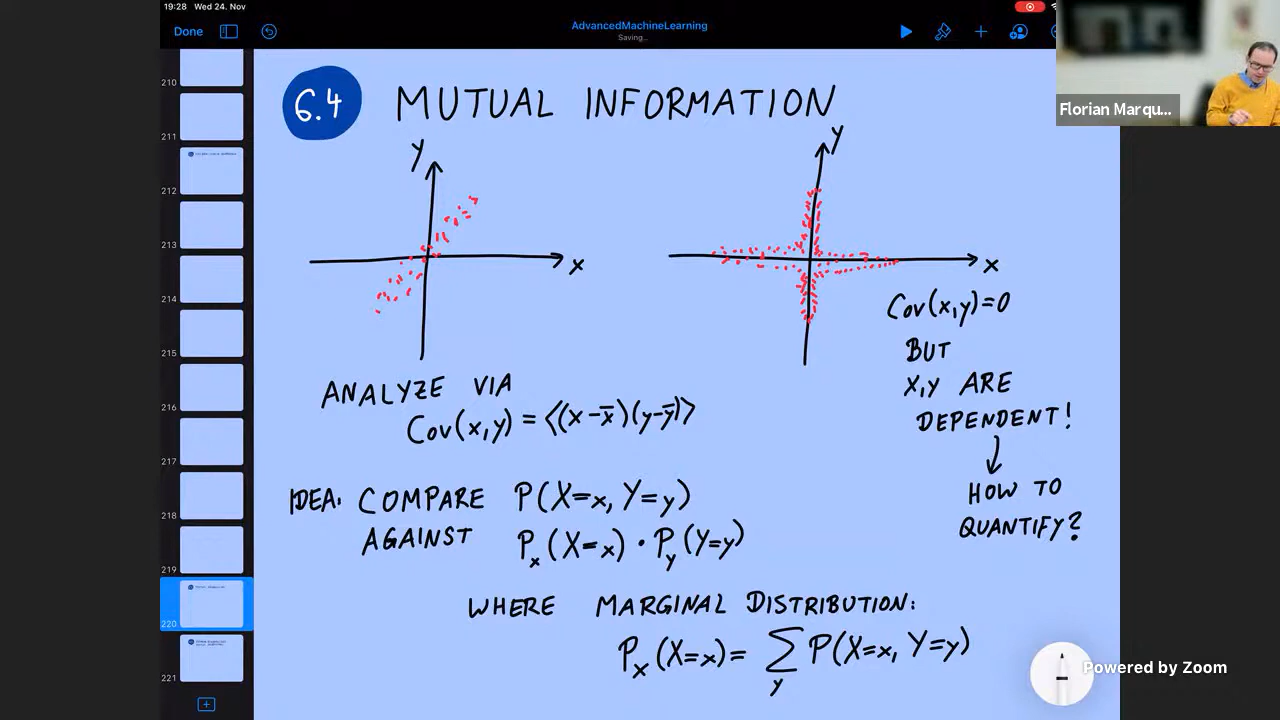 19:28 Wed 24. Nov
Done
AdvancedMachineLearning
Saving...
Florian Marqu...
210
211
212
213
214
215
216
217
218
219
220
221
6.4 MUTUAL INFORMATION
y
x
y
x
Cov(x,y)=0
BUT
X,Y ARE
DEPENDENT!
HOW TO
QUANTIFY?
ANALYZE VIA
Cov(x,y) = ⟨(x-x̄)(y-ȳ)⟩
IDEA: COMPARE P(X=x, Y=y)
AGAINST Pₓ(X=x) · P_y(Y=y)
WHERE MARGINAL DISTRIBUTION:
Pₓ(X=x) = ∑_y P(X=x, Y=y)
Powered by Zoom